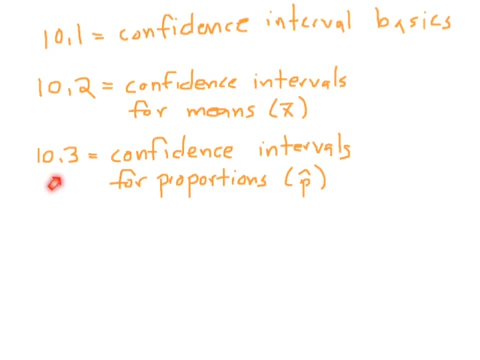 10.1 = confidence interval basics
10.2 = confidence intervals
for means (x̄)
10.3 = confidence intervals
for proportions (p̂)